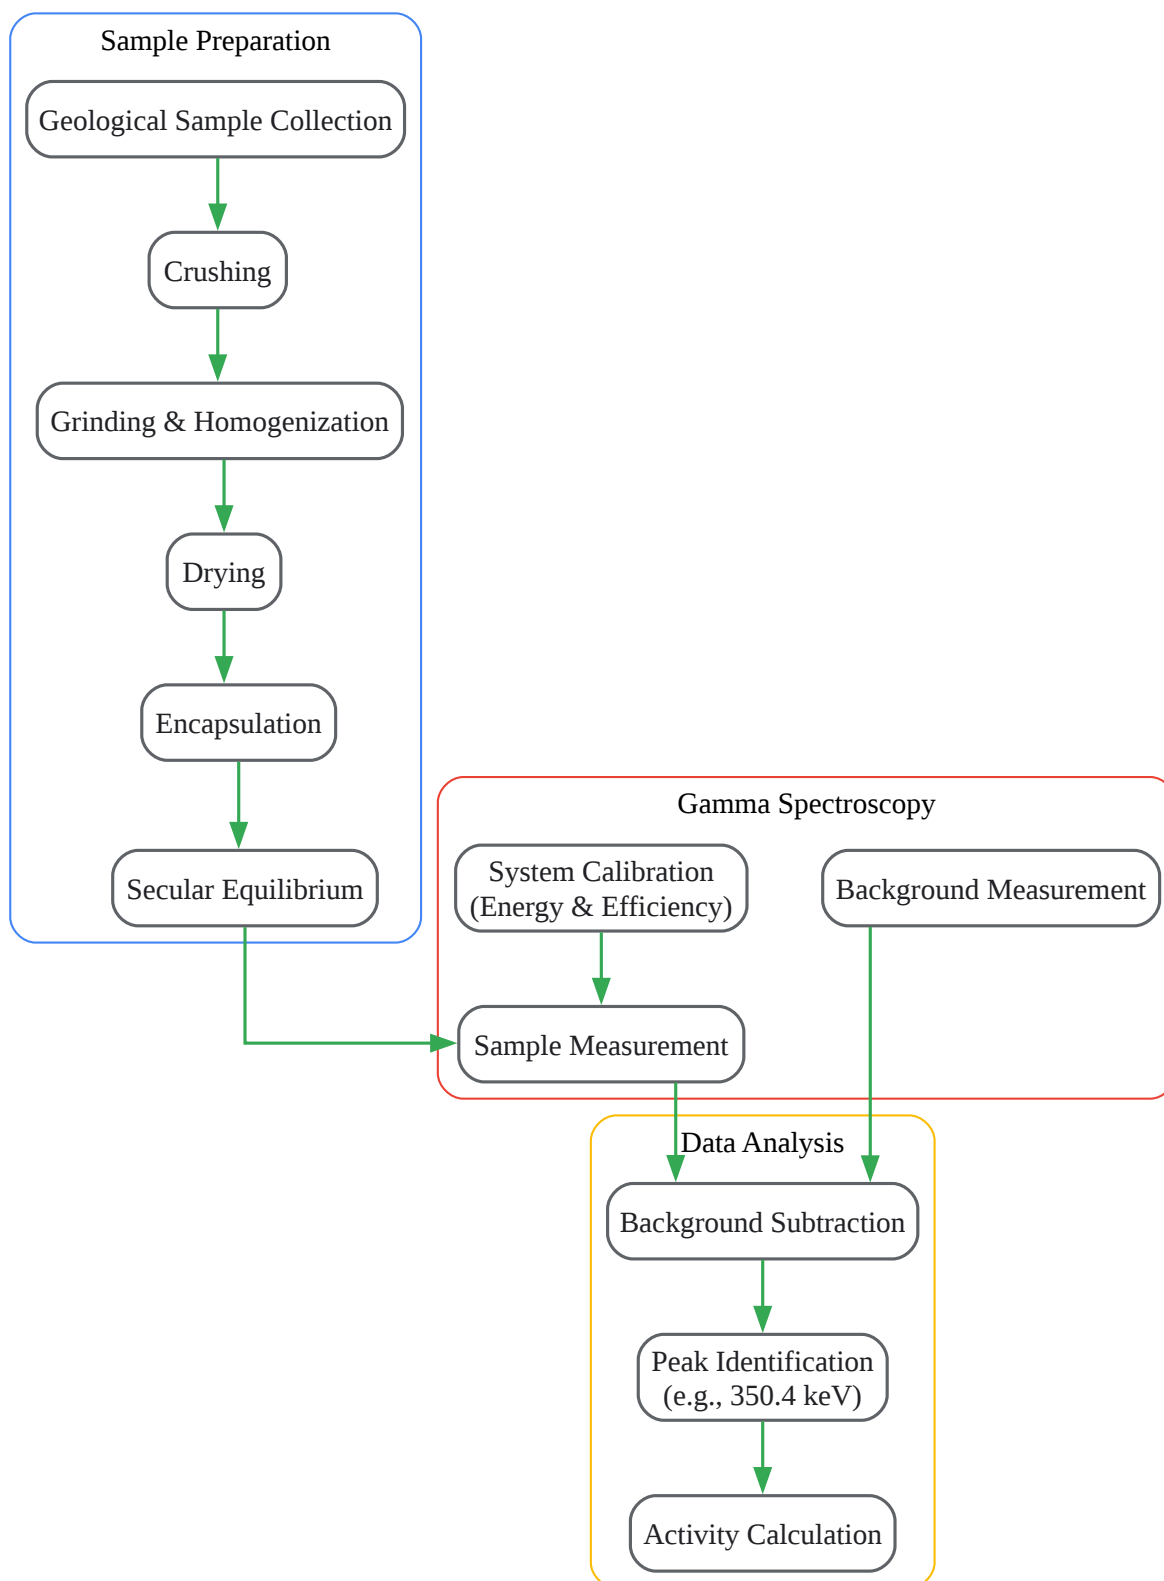 Sample Preparation
Geological Sample Collection
Crushing
Grinding & Homogenization
Drying
Encapsulation
Secular Equilibrium
Gamma Spectroscopy
System Calibration
(Energy & Efficiency)
Background Measurement
Sample Measurement
Data Analysis
Background Subtraction
Peak Identification
(e.g., 350.4 keV)
Activity Calculation